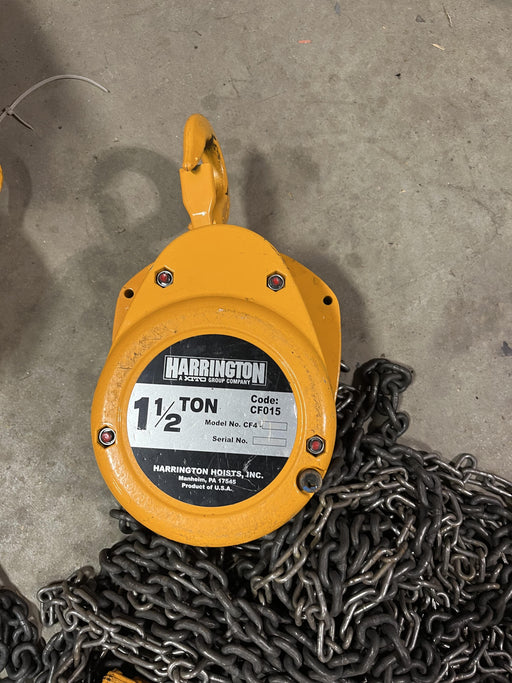 HARRINGTON
A KITO GROUP COMPANY
1 1/2 TON
Code:
CF015
Model No. CF4-
Serial No.
HARRINGTON HOISTS, INC.
Manheim, PA 17545
Product of U.S.A.